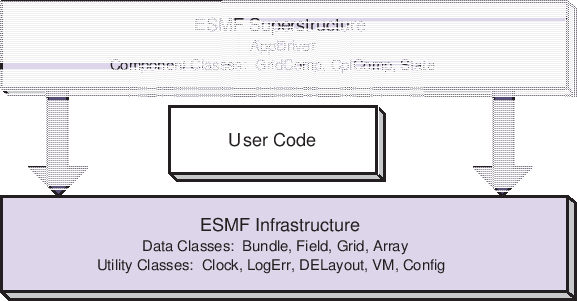 ESMF Superstructure
AppDriver
Component Classes: GridComp, CplComp, State
User Code
ESMF Infrastructure
Data Classes: Bundle, Field, Grid, Array
Utility Classes: Clock, LogErr, DELayout, VM, Config